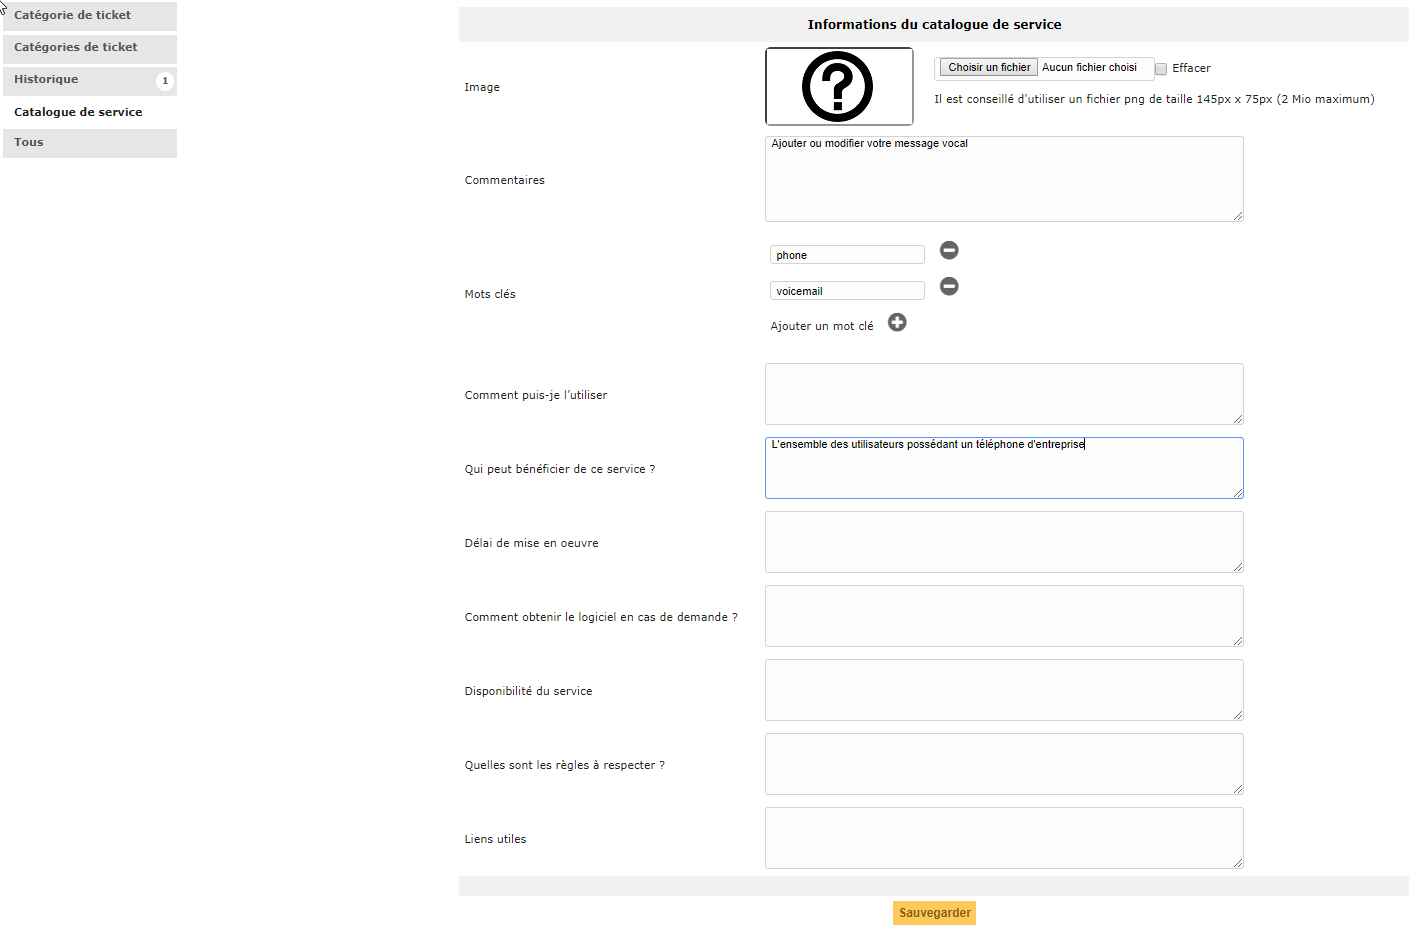 Catégorie de ticket
Catégories de ticket
Historique 1
Catalogue de service
Tous
Informations du catalogue de service
Image
Choisir un fichier Aucun fichier choisi Effacer
Il est conseillé d'utiliser un fichier png de taille 145px x 75px (2 Mio maximum)
Commentaires
Ajouter ou modifier votre message vocal
Mots clés
phone
voicemail
Ajouter un mot clé
Comment puis-je l’utiliser
Qui peut bénéficier de ce service ?
L'ensemble des utilisateurs possédant un téléphone d'entreprise
Délai de mise en oeuvre
Comment obtenir le logiciel en cas de demande ?
Disponibilité du service
Quelles sont les règles à respecter ?
Liens utiles
Sauvegarder